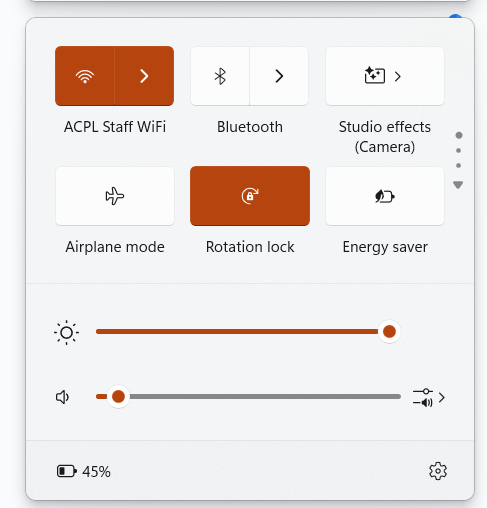 ACPL Staff WiFi
Bluetooth
Studio effects
(Camera)
Airplane mode
Rotation lock
Energy saver
45%